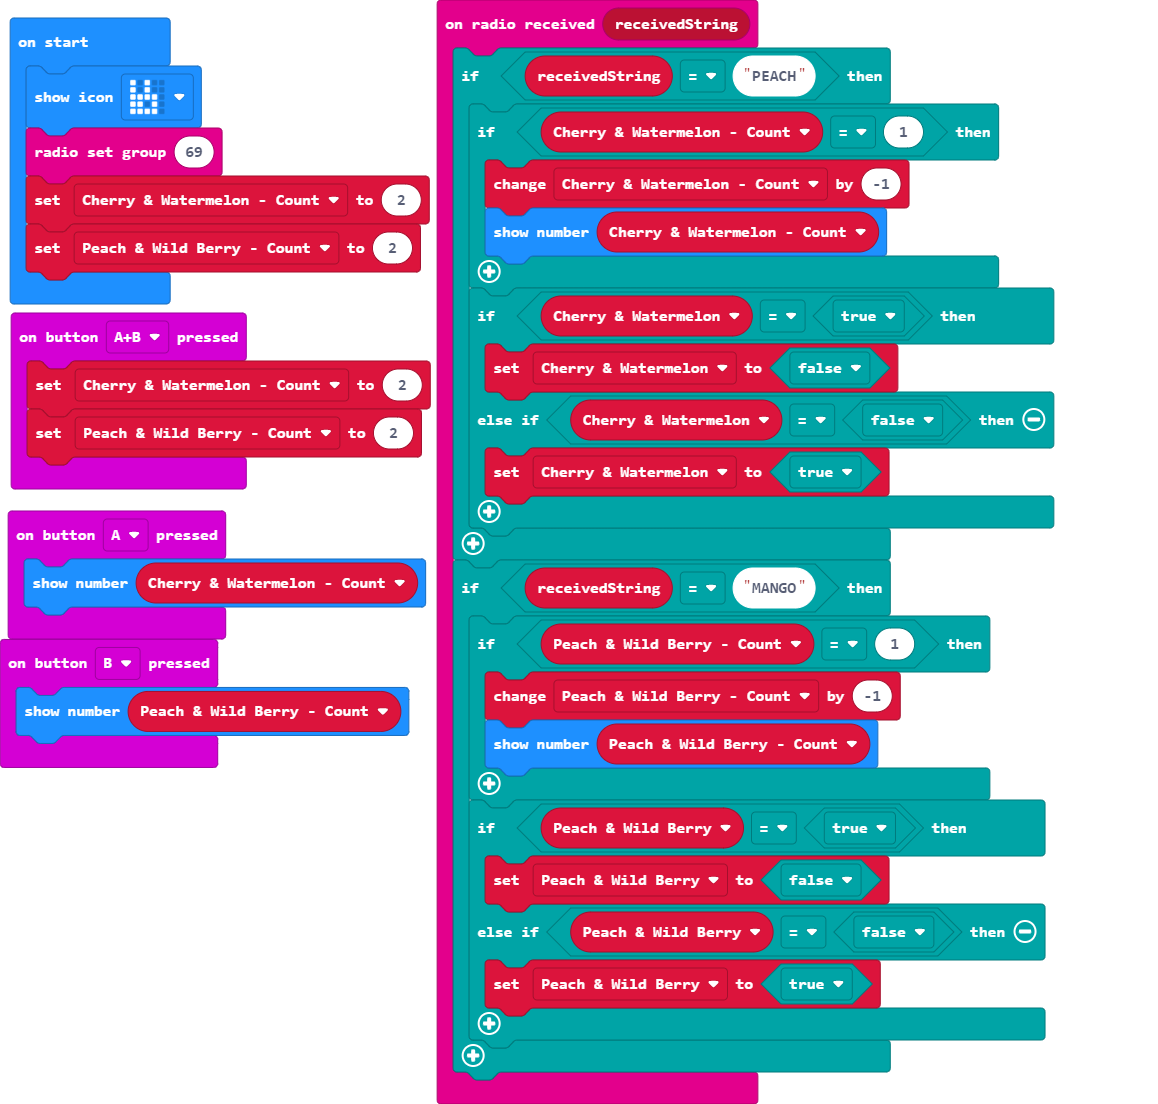 on start
show icon
radio set group 69
set Cherry & Watermelon - Count to 2
set Peach & Wild Berry - Count to 2
on button A+B pressed
set Cherry & Watermelon - Count to 2
set Peach & Wild Berry - Count to 2
on button A pressed
show number Cherry & Watermelon - Count
on button B pressed
show number Peach & Wild Berry - Count
on radio received receivedString
if receivedString = "PEACH" then
if Cherry & Watermelon - Count = 1 then
change Cherry & Watermelon - Count by -1
show number Cherry & Watermelon - Count
if Cherry & Watermelon = true then
set Cherry & Watermelon to false
else if Cherry & Watermelon = false then
set Cherry & Watermelon to true
if receivedString = "MANGO" then
if Peach & Wild Berry - Count = 1 then
change Peach & Wild Berry - Count by -1
show number Peach & Wild Berry - Count
if Peach & Wild Berry = true then
set Peach & Wild Berry to false
else if Peach & Wild Berry = false then
set Peach & Wild Berry to true